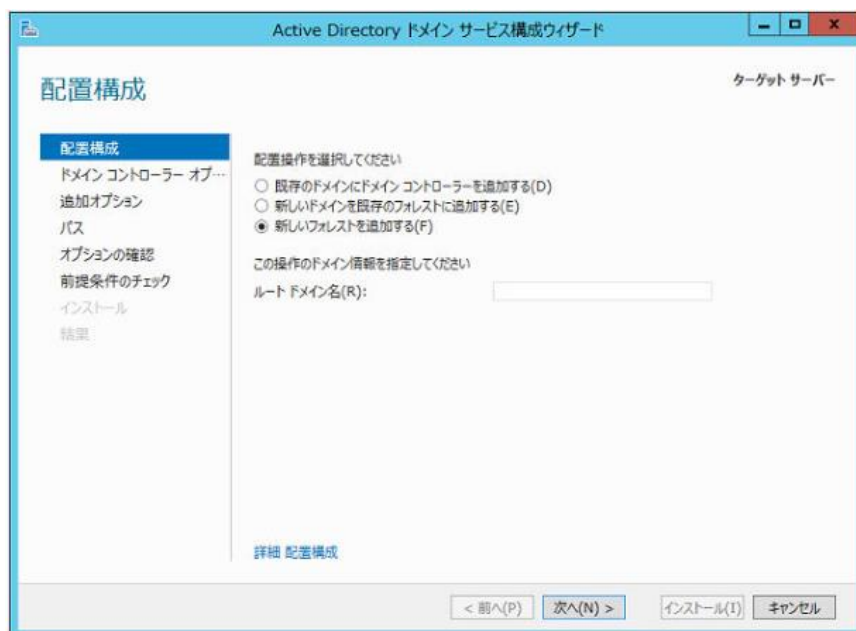 Active Directory ドメイン サービス構成ウィザード
配置構成
ターゲット サーバー
配置構成
ドメイン コントローラー オプ…
追加オプション
パス
オプションの確認
前提条件のチェック
インストール
結果
配置操作を選択してください
既存のドメインにドメイン コントローラーを追加する(D)
新しいドメインを既存のフォレストに追加する(E)
新しいフォレストを追加する(F)
この操作のドメイン情報を指定してください
ルート ドメイン名(R):
詳細 配置構成
< 前へ(P) 次へ(N) > インストール(I) キャンセル